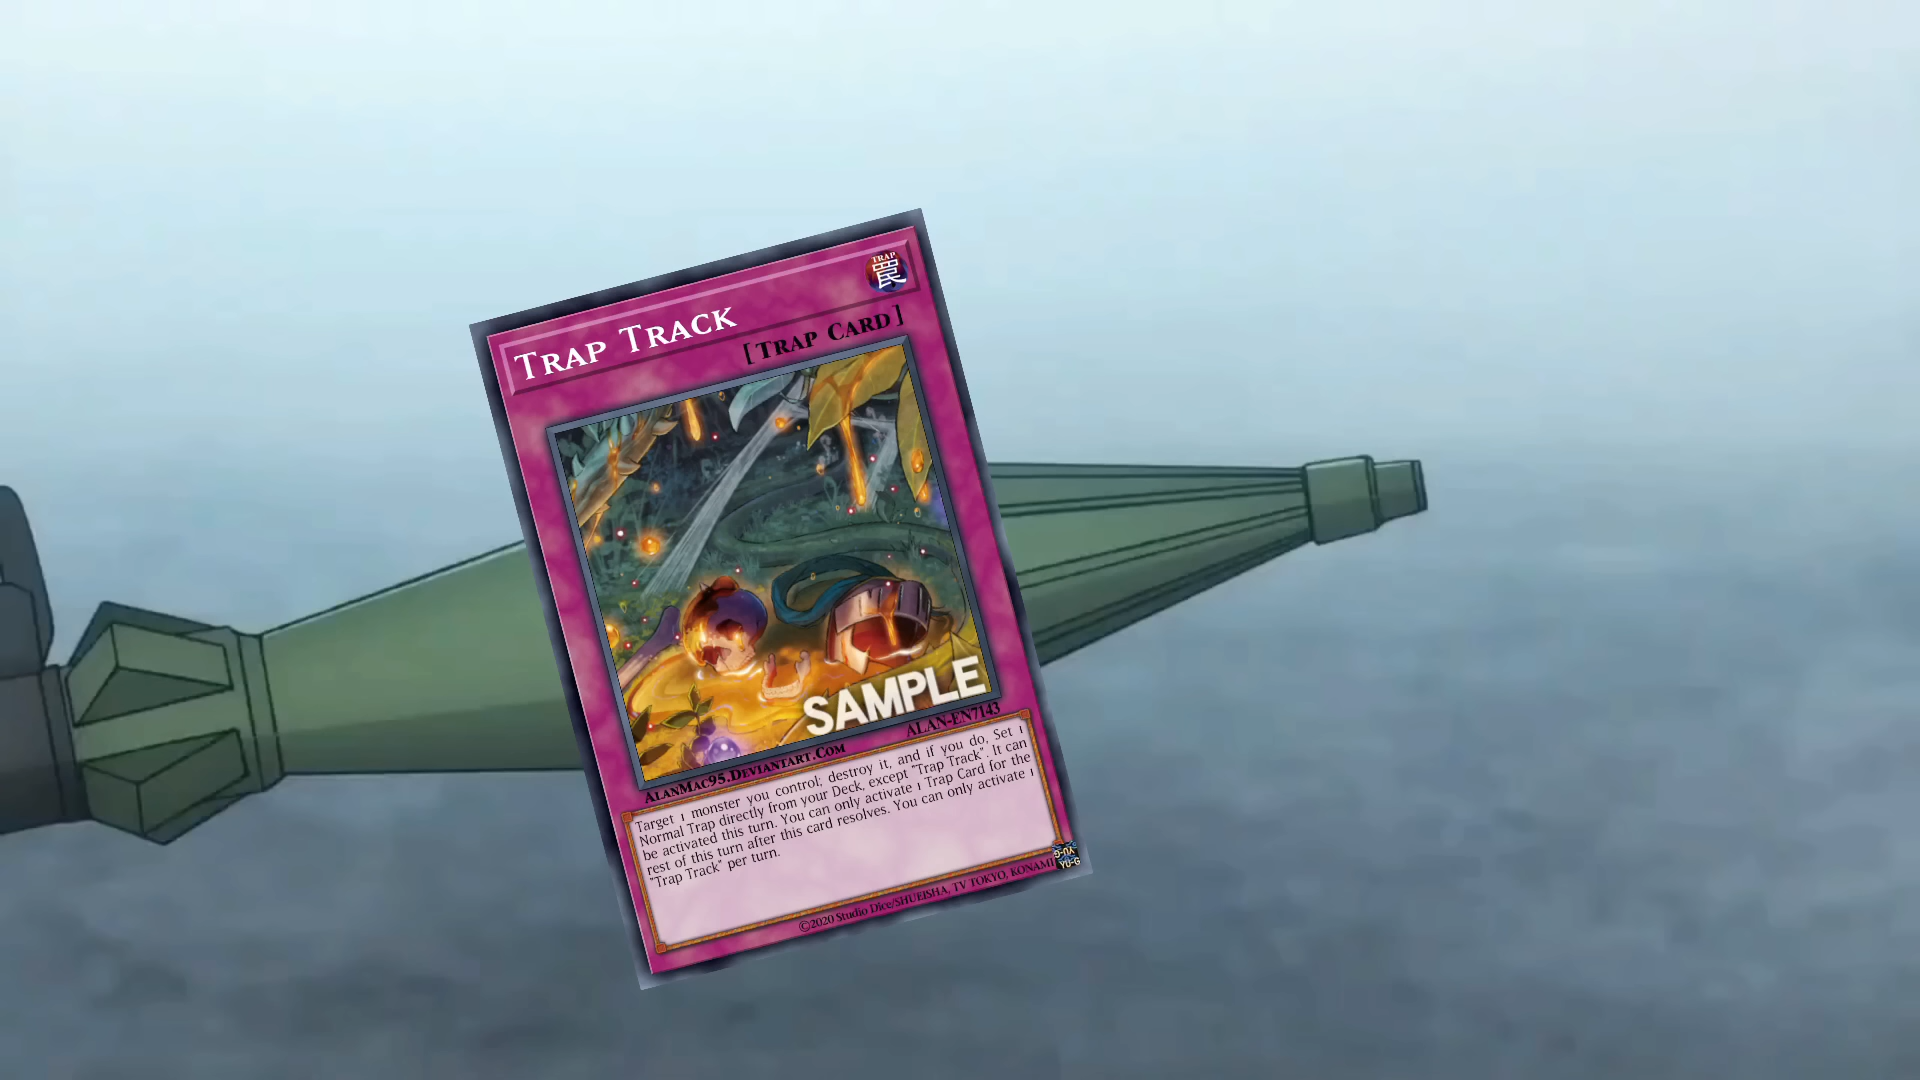 TRAP TRACK
TRAP
罠
[TRAP CARD]
SAMPLE
ALANMAC95.DEVIANTART.COM
ALAN-EN7143
Target 1 monster you control; destroy it, and if you do, Set 1
Normal Trap directly from your Deck, except "Trap Track". It can
be activated this turn. You can only activate 1 Trap Card for the
rest of this turn after this card resolves. You can only activate 1
"Trap Track" per turn.
©2020 Studio Dice/SHUEISHA, TV TOKYO, KONAMI